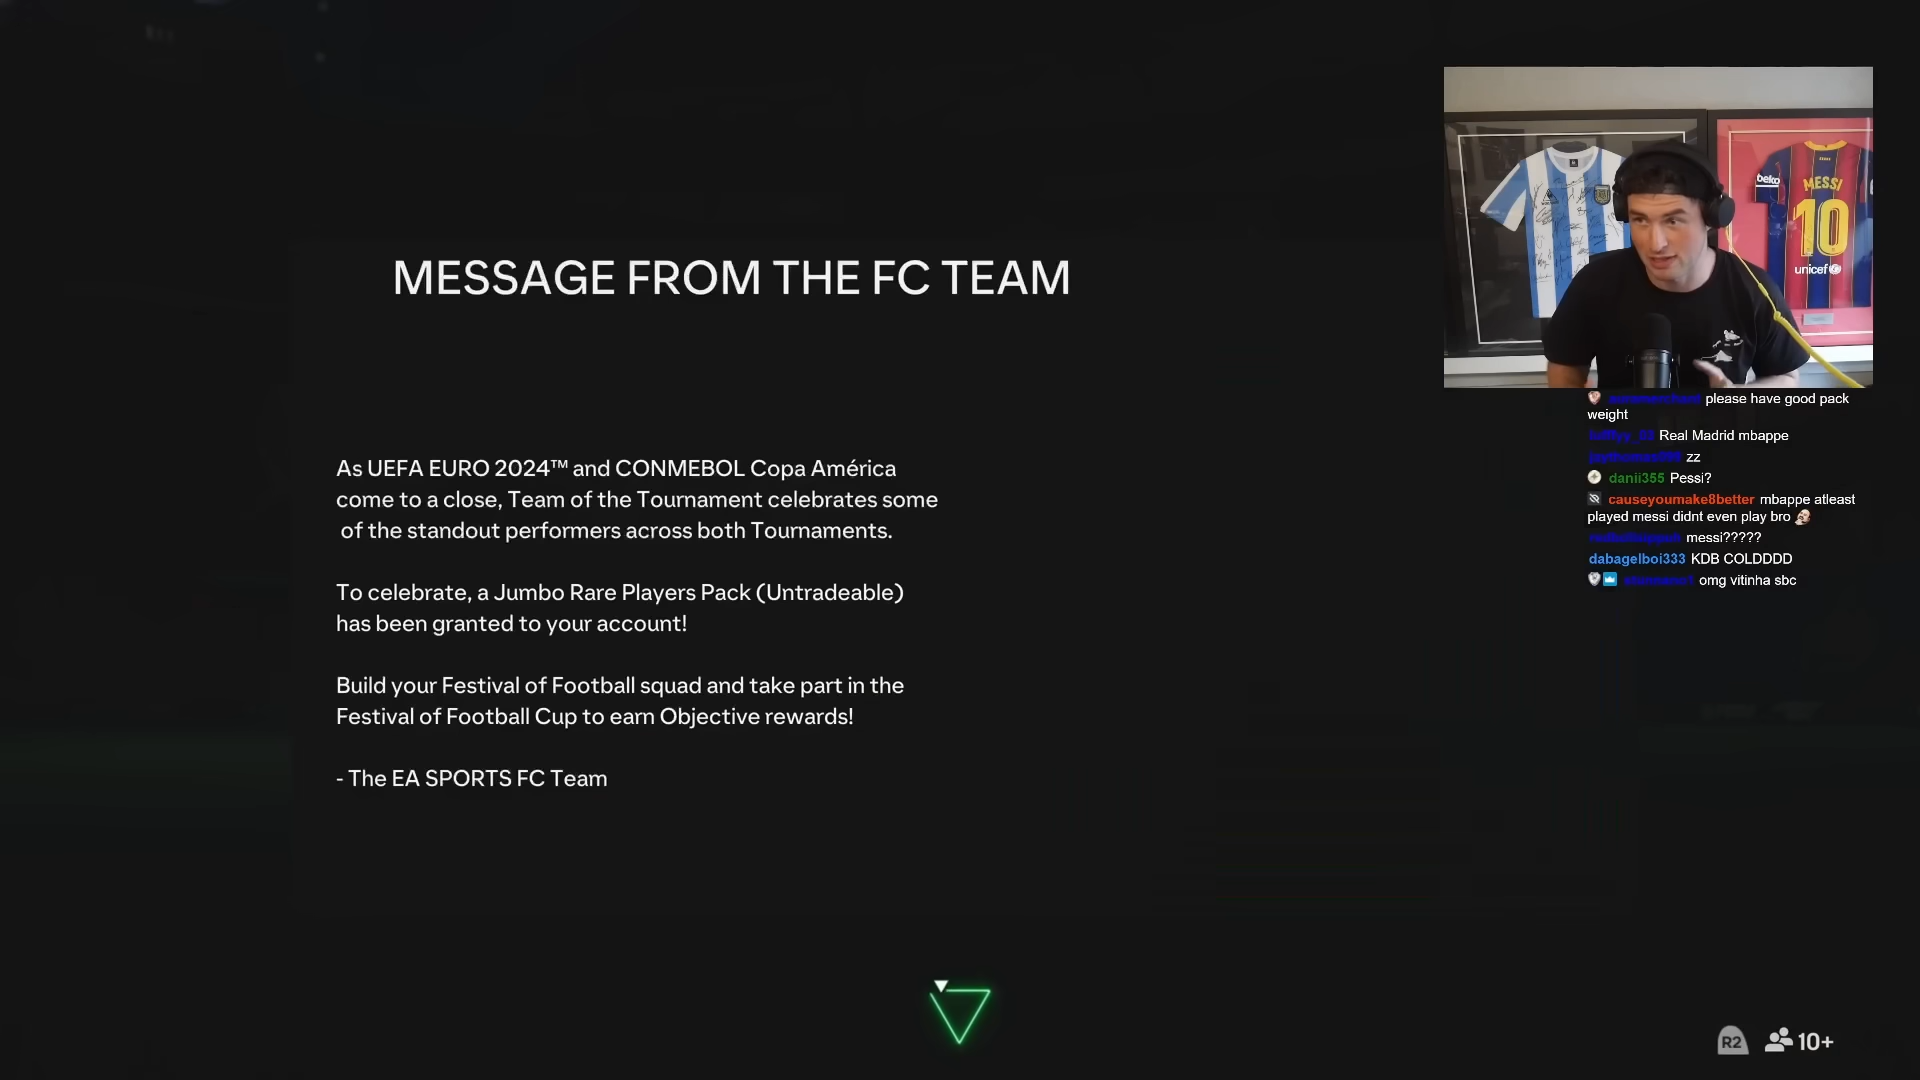 MESSAGE FROM THE FC TEAM
As UEFA EURO 2024™ and CONMEBOL Copa América
come to a close, Team of the Tournament celebrates some
of the standout performers across both Tournaments.
To celebrate, a Jumbo Rare Players Pack (Untradeable)
has been granted to your account!
Build your Festival of Football squad and take part in the
Festival of Football Cup to earn Objective rewards!
- The EA SPORTS FC Team
beko
MESSI
10
unicef
please have good pack
weight
Real Madrid mbappe
zz
danii355 Pessi?
causeyoumake8better mbappe atleast
played messi didnt even play bro
messi?????
dabagelboi333 KDB COLDDDD
omg vitinha sbc
R2
10+